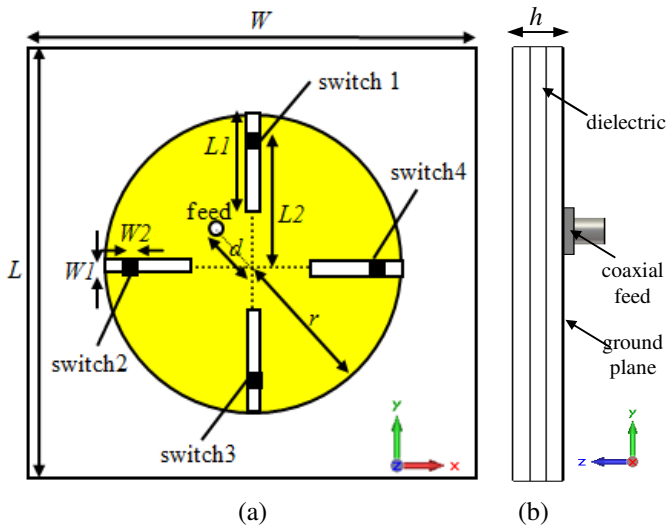 W
h
switch 1
dielectric
L1
L2
switch4
feed
W2
d
W1
L
r
coaxial
feed
switch2
ground
plane
switch3
y
z
x
y
z
x
(a)
(b)